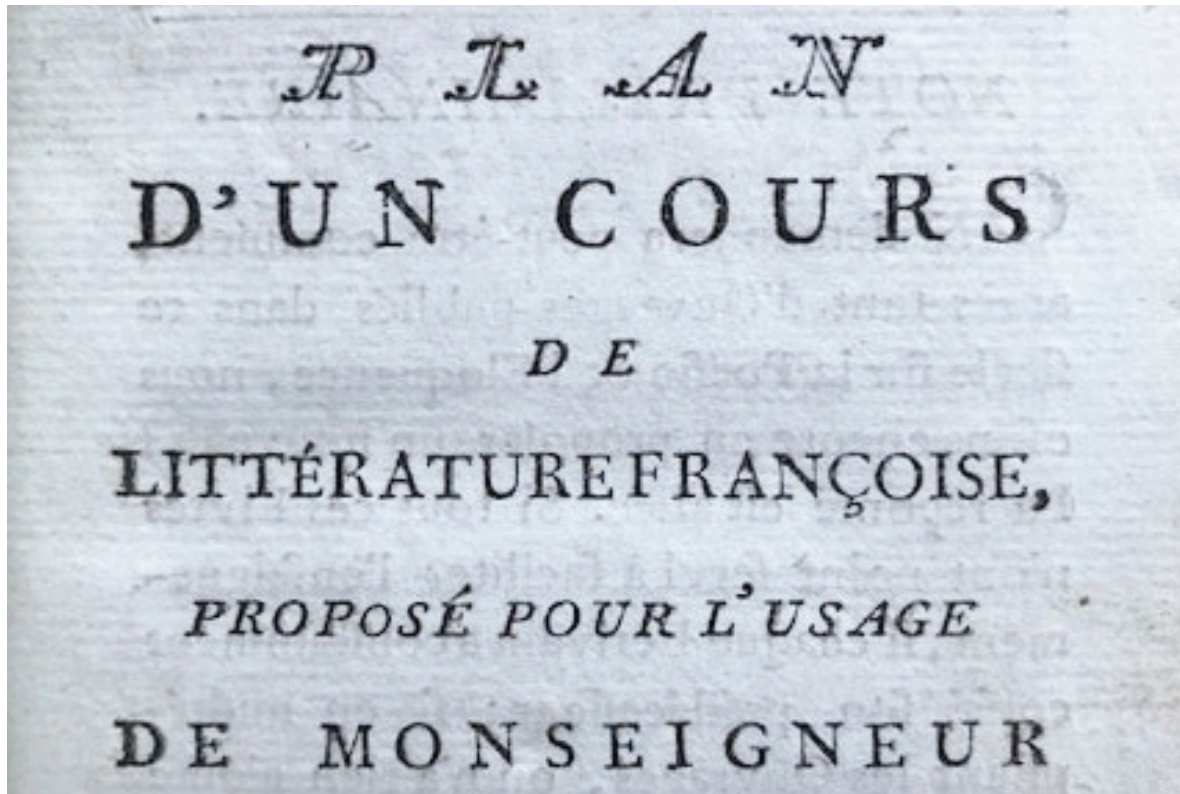 PLAN
D'UN COURS
DE
LITTÉRATURE FRANÇOISE,
PROPOSÉ POUR L'USAGE
DE MONSEIGNEUR